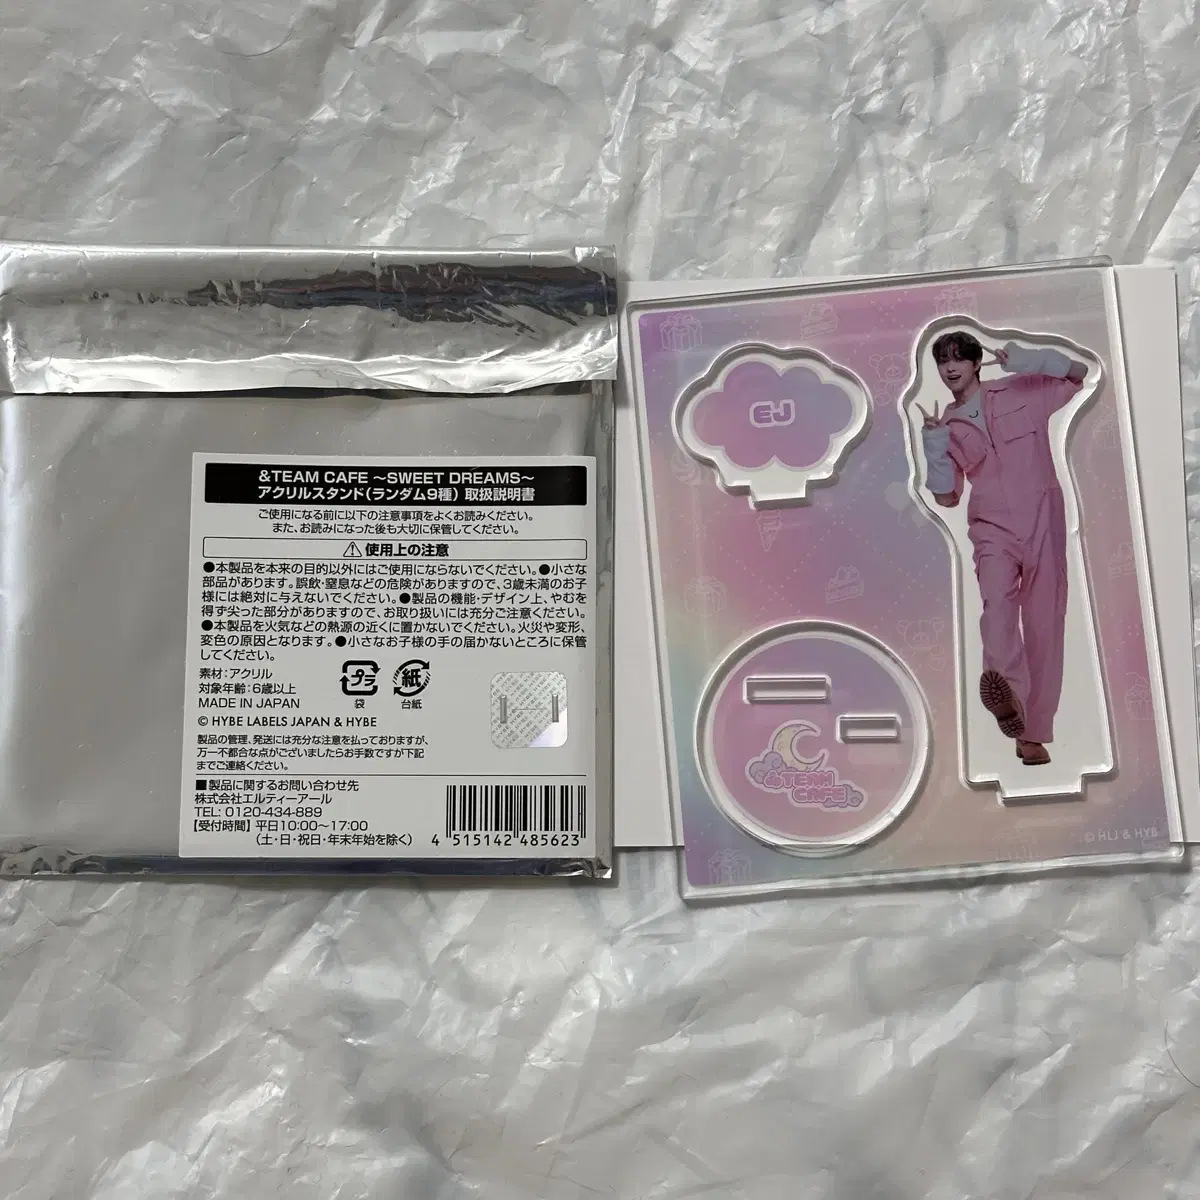 &TEAM CAFE ～SWEET DREAMS～
アクリルスタンド(ランダム9種) 取扱説明書
ご使用になる前に以下の注意事項をよくお読みください。
また、お読みになった後も大切に保管してください。
⚠使用上の注意
●本製品を本来の目的以外にはご使用にならないでください。●小さな
部品があります。誤飲・窒息などの危険がありますので、3歳未満のお子
様には絶対に与えないでください。●製品の機能・デザイン上、やむを
得ず尖った部分がありますので、お取り扱いには充分ご注意ください。
●本製品を火気などの熱源の近くに置かないでください。火災や変形、
変色の原因となります。●小さなお子様の手の届かないところに保管
してください。
素材:アクリル
対象年齢:6歳以上
MADE IN JAPAN
プラ
袋
紙
台紙
© HYBE LABELS JAPAN & HYBE
製品の管理、発送には充分な注意を払っておりますが、
万一不都合な点がございましたらお手数ですが下記
までご連絡ください。
■製品に関するお問い合わせ先
株式会社エルティーアール
TEL: 0120-434-889
【受付時間】平日10:00～17:00
(土・日・祝日・年末年始を除く)
4 515142 485623
EJ
&TEAM
CAFE
© HLJ & HYB